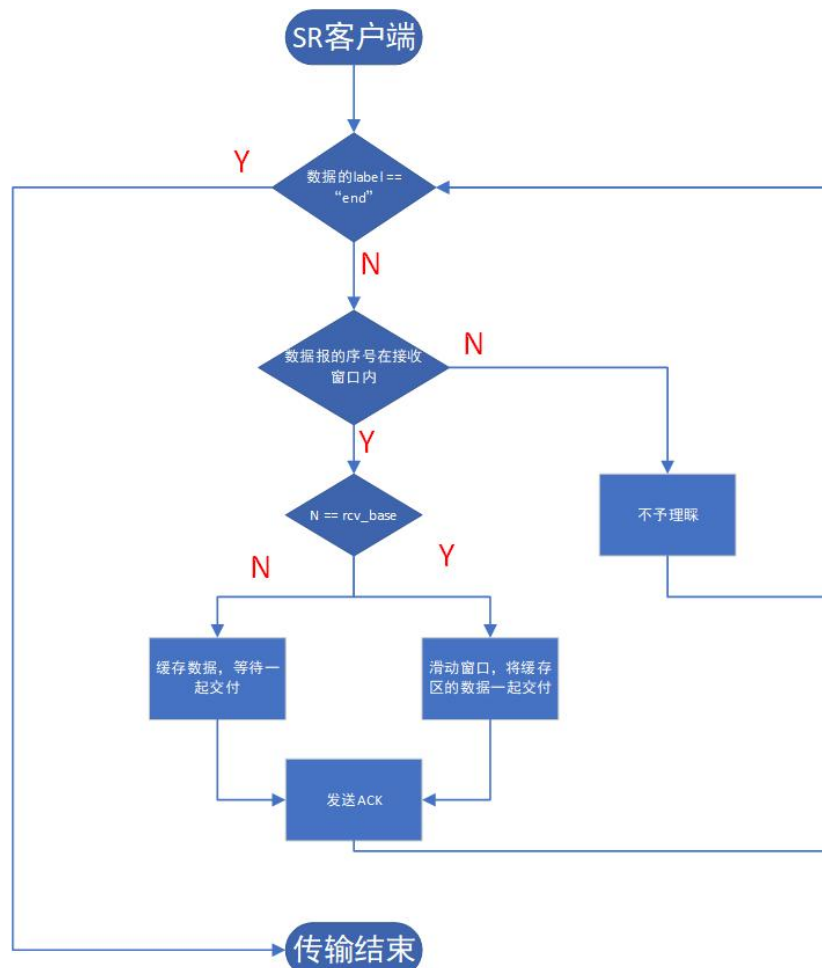 SR客户端
Y
数据的label ==
“end”
N
数据报的序号在接收
窗口内
N
Y
N == rcv_base
不予理睬
N
Y
缓存数据，等待一
起交付
滑动窗口，将缓存
区的数据一起交付
发送ACK
传输结束